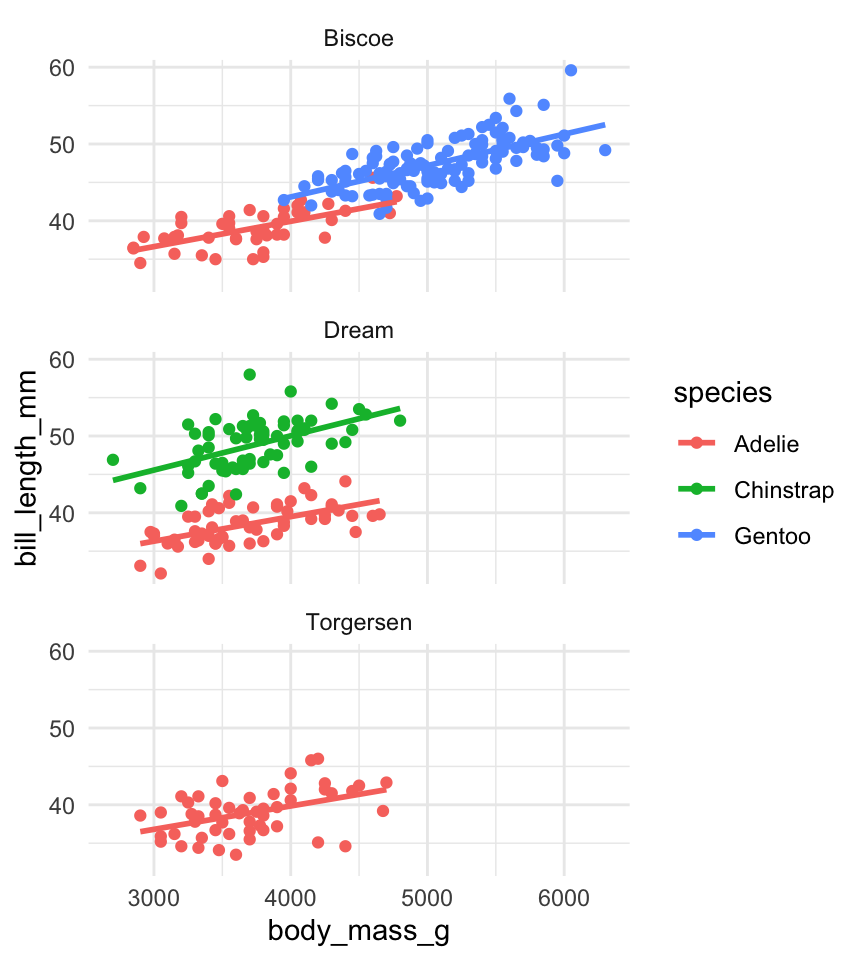 Biscoe
60
50
40
Dream
60
50
40
bill_length_mm
Torgersen
60
50
40
3000 4000 5000 6000
body_mass_g
species
Adelie
Chinstrap
Gentoo